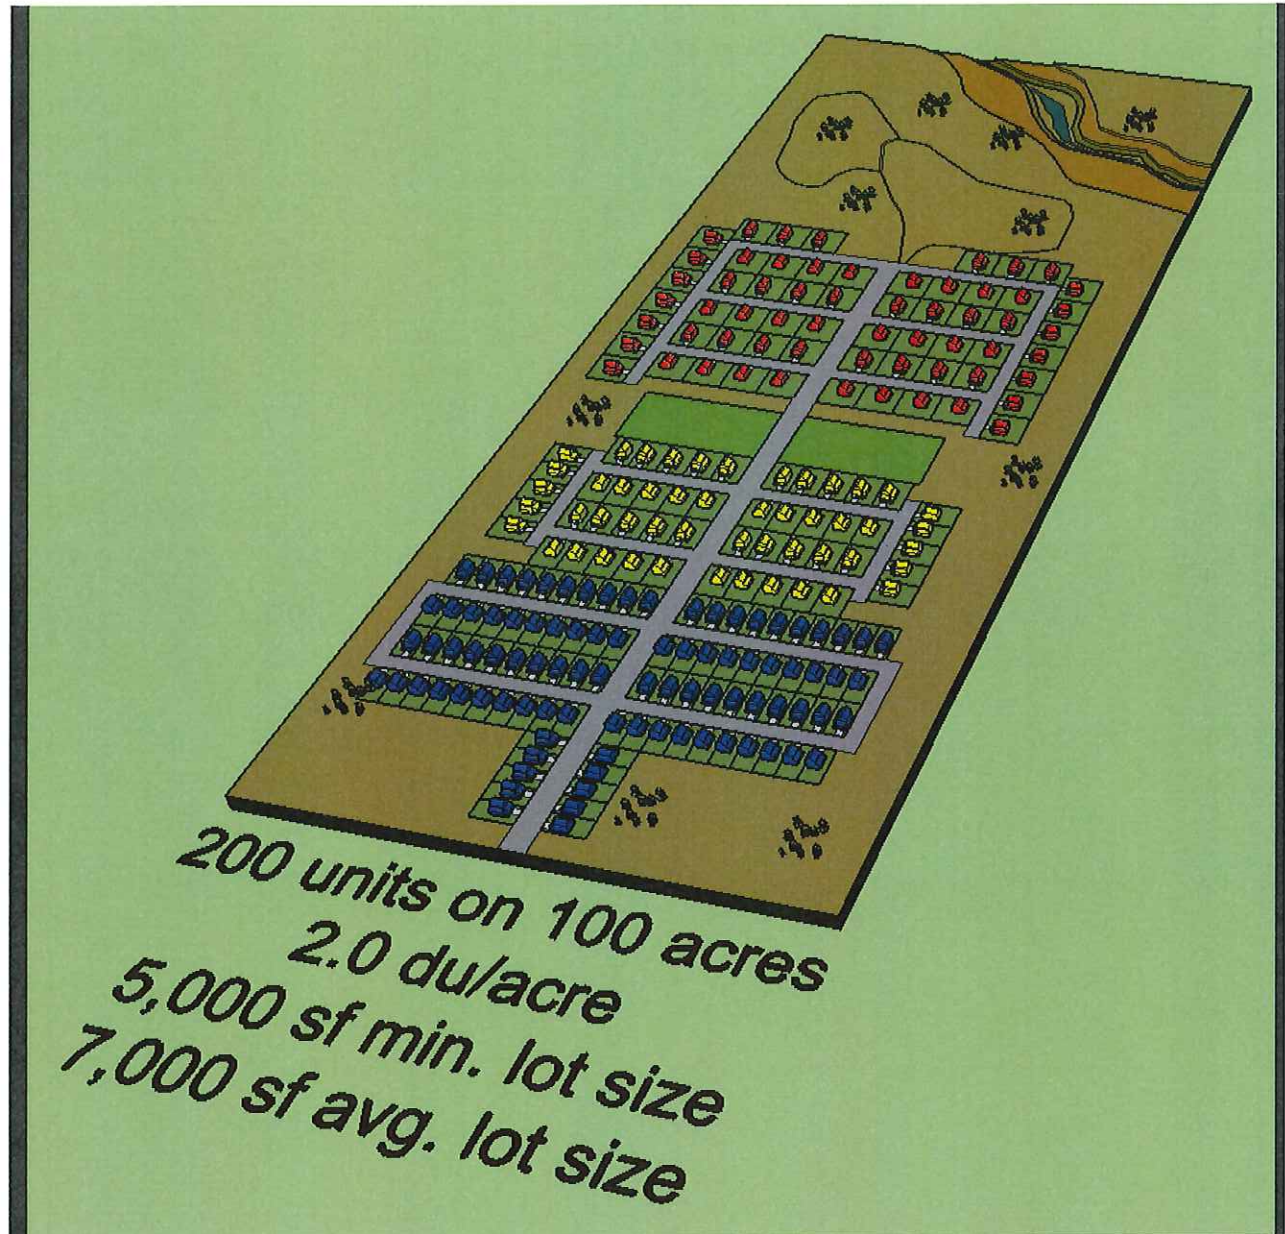 200 units on 100 acres
2.0 du/acre
5,000 sf min. lot size
7,000 sf avg. lot size